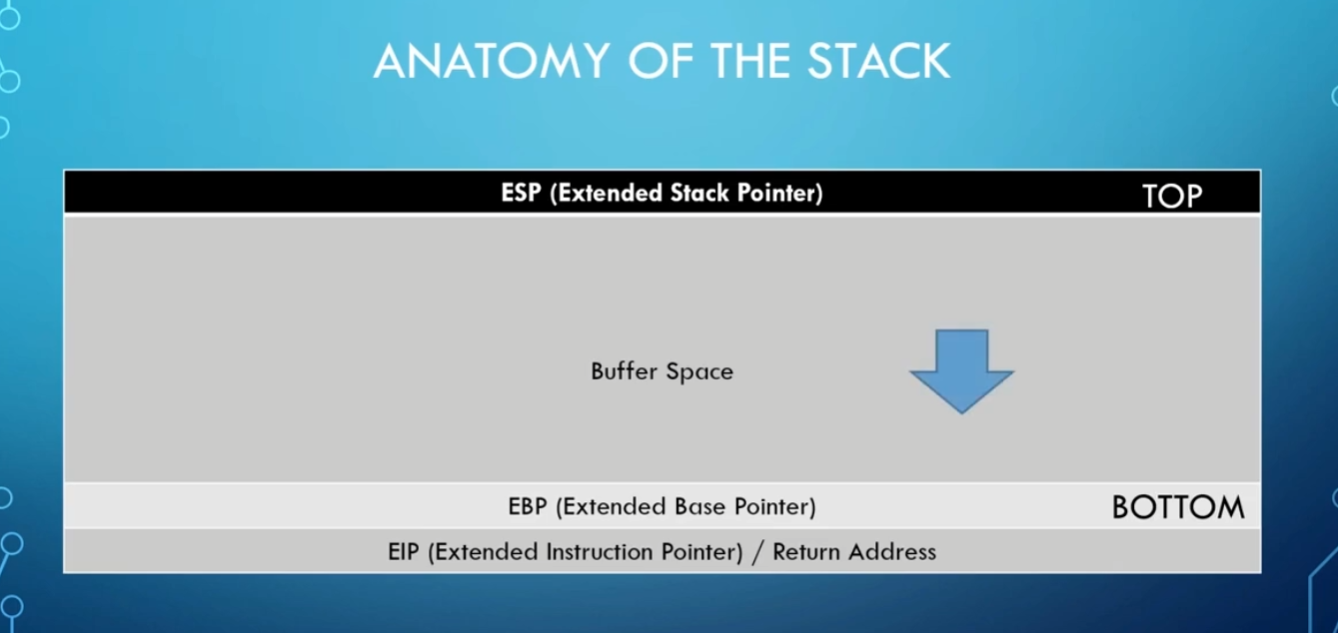 ANATOMY OF THE STACK
ESP (Extended Stack Pointer) TOP
Buffer Space
EBP (Extended Base Pointer) BOTTOM
EIP (Extended Instruction Pointer) / Return Address